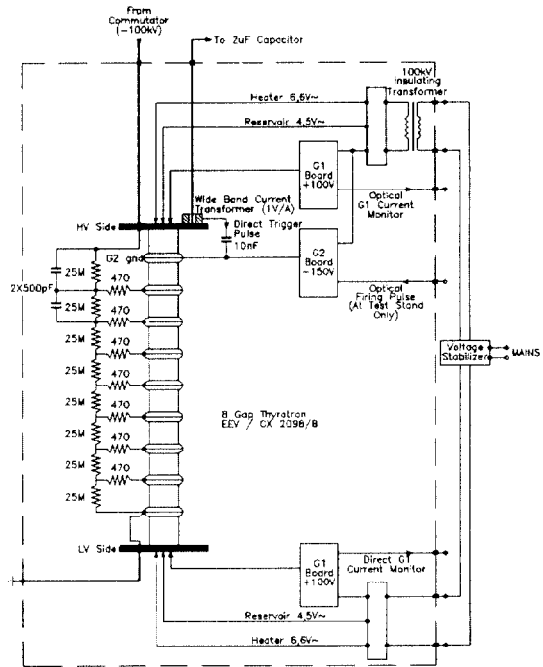 From
Commutator
(-100kV)
To 2uF Capacitor
100kV
Insulating
Transformer
Heater 6,6V~
Reservoir 4,5V~
G1
Board
+100V
Optical
G1 Current
Monitor
Wide Band Current
Transformer (1V/A)
HV Side
Direct Trigger
Pulse
10nF
G2
Board
-150V
G2 grid
25M
470
2X500pF
25M
470
Optical
Firing Pulse
(At Test Stand
Only)
25M
470
Voltage
Stabilizer
MAINS
25M
470
25M
470
8 Gap Thyratron
EEV / CX 2098/B
25M
470
25M
470
25M
LV Side
G1
Board
+100V
Direct G1
Current Monitor
Reservoir 4,5V~
Heater 6,6V~